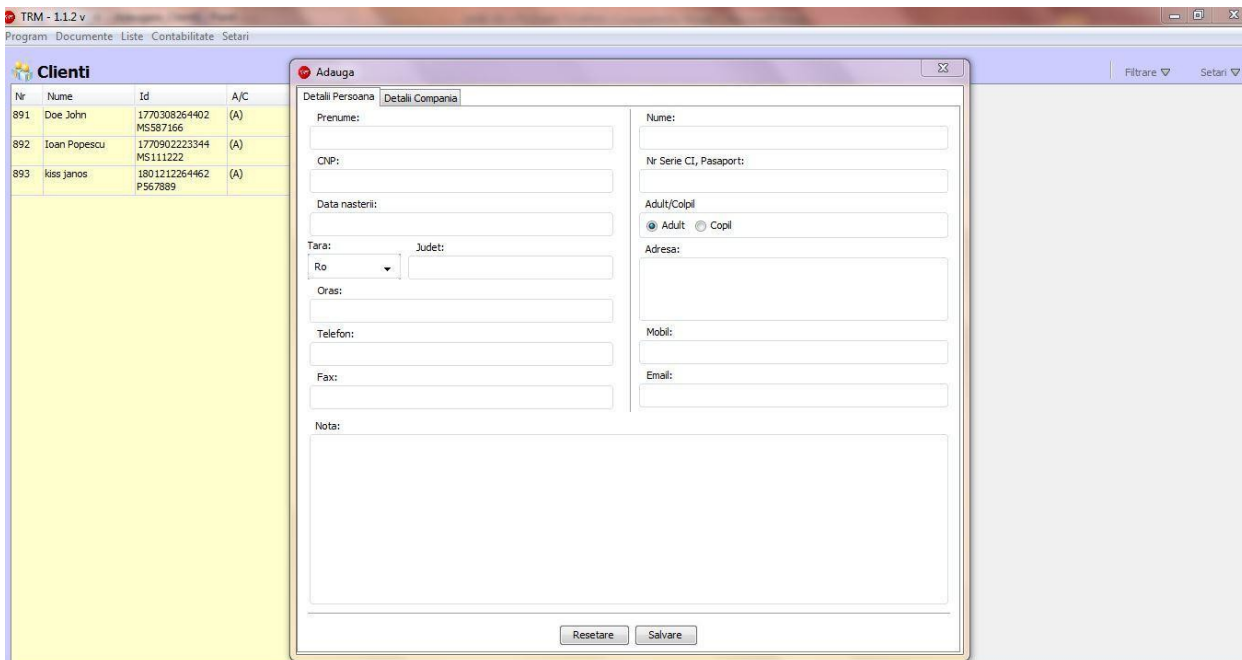 TRM - 1.1.2 v
Program Documente Liste Contabilitate Setari
Clienti
Filtrare Setari
Nr Nume Id A/C
891 Doe John 1770308264402 (A)
MS587166
892 Ioan Popescu 1770902223344 (A)
MS111222
893 kiss janos 1801212264462 (A)
P567889
Adauga
Detalii Persoana Detalii Compania
Prenume: Nume:
CNP: Nr Serie CI, Pasaport:
Data nasterii: Adult/Colpil
Adult Copil
Tara: Judet: Adresa:
Ro
Oras:
Telefon: Mobil:
Fax: Email:
Nota:
Resetare Salvare